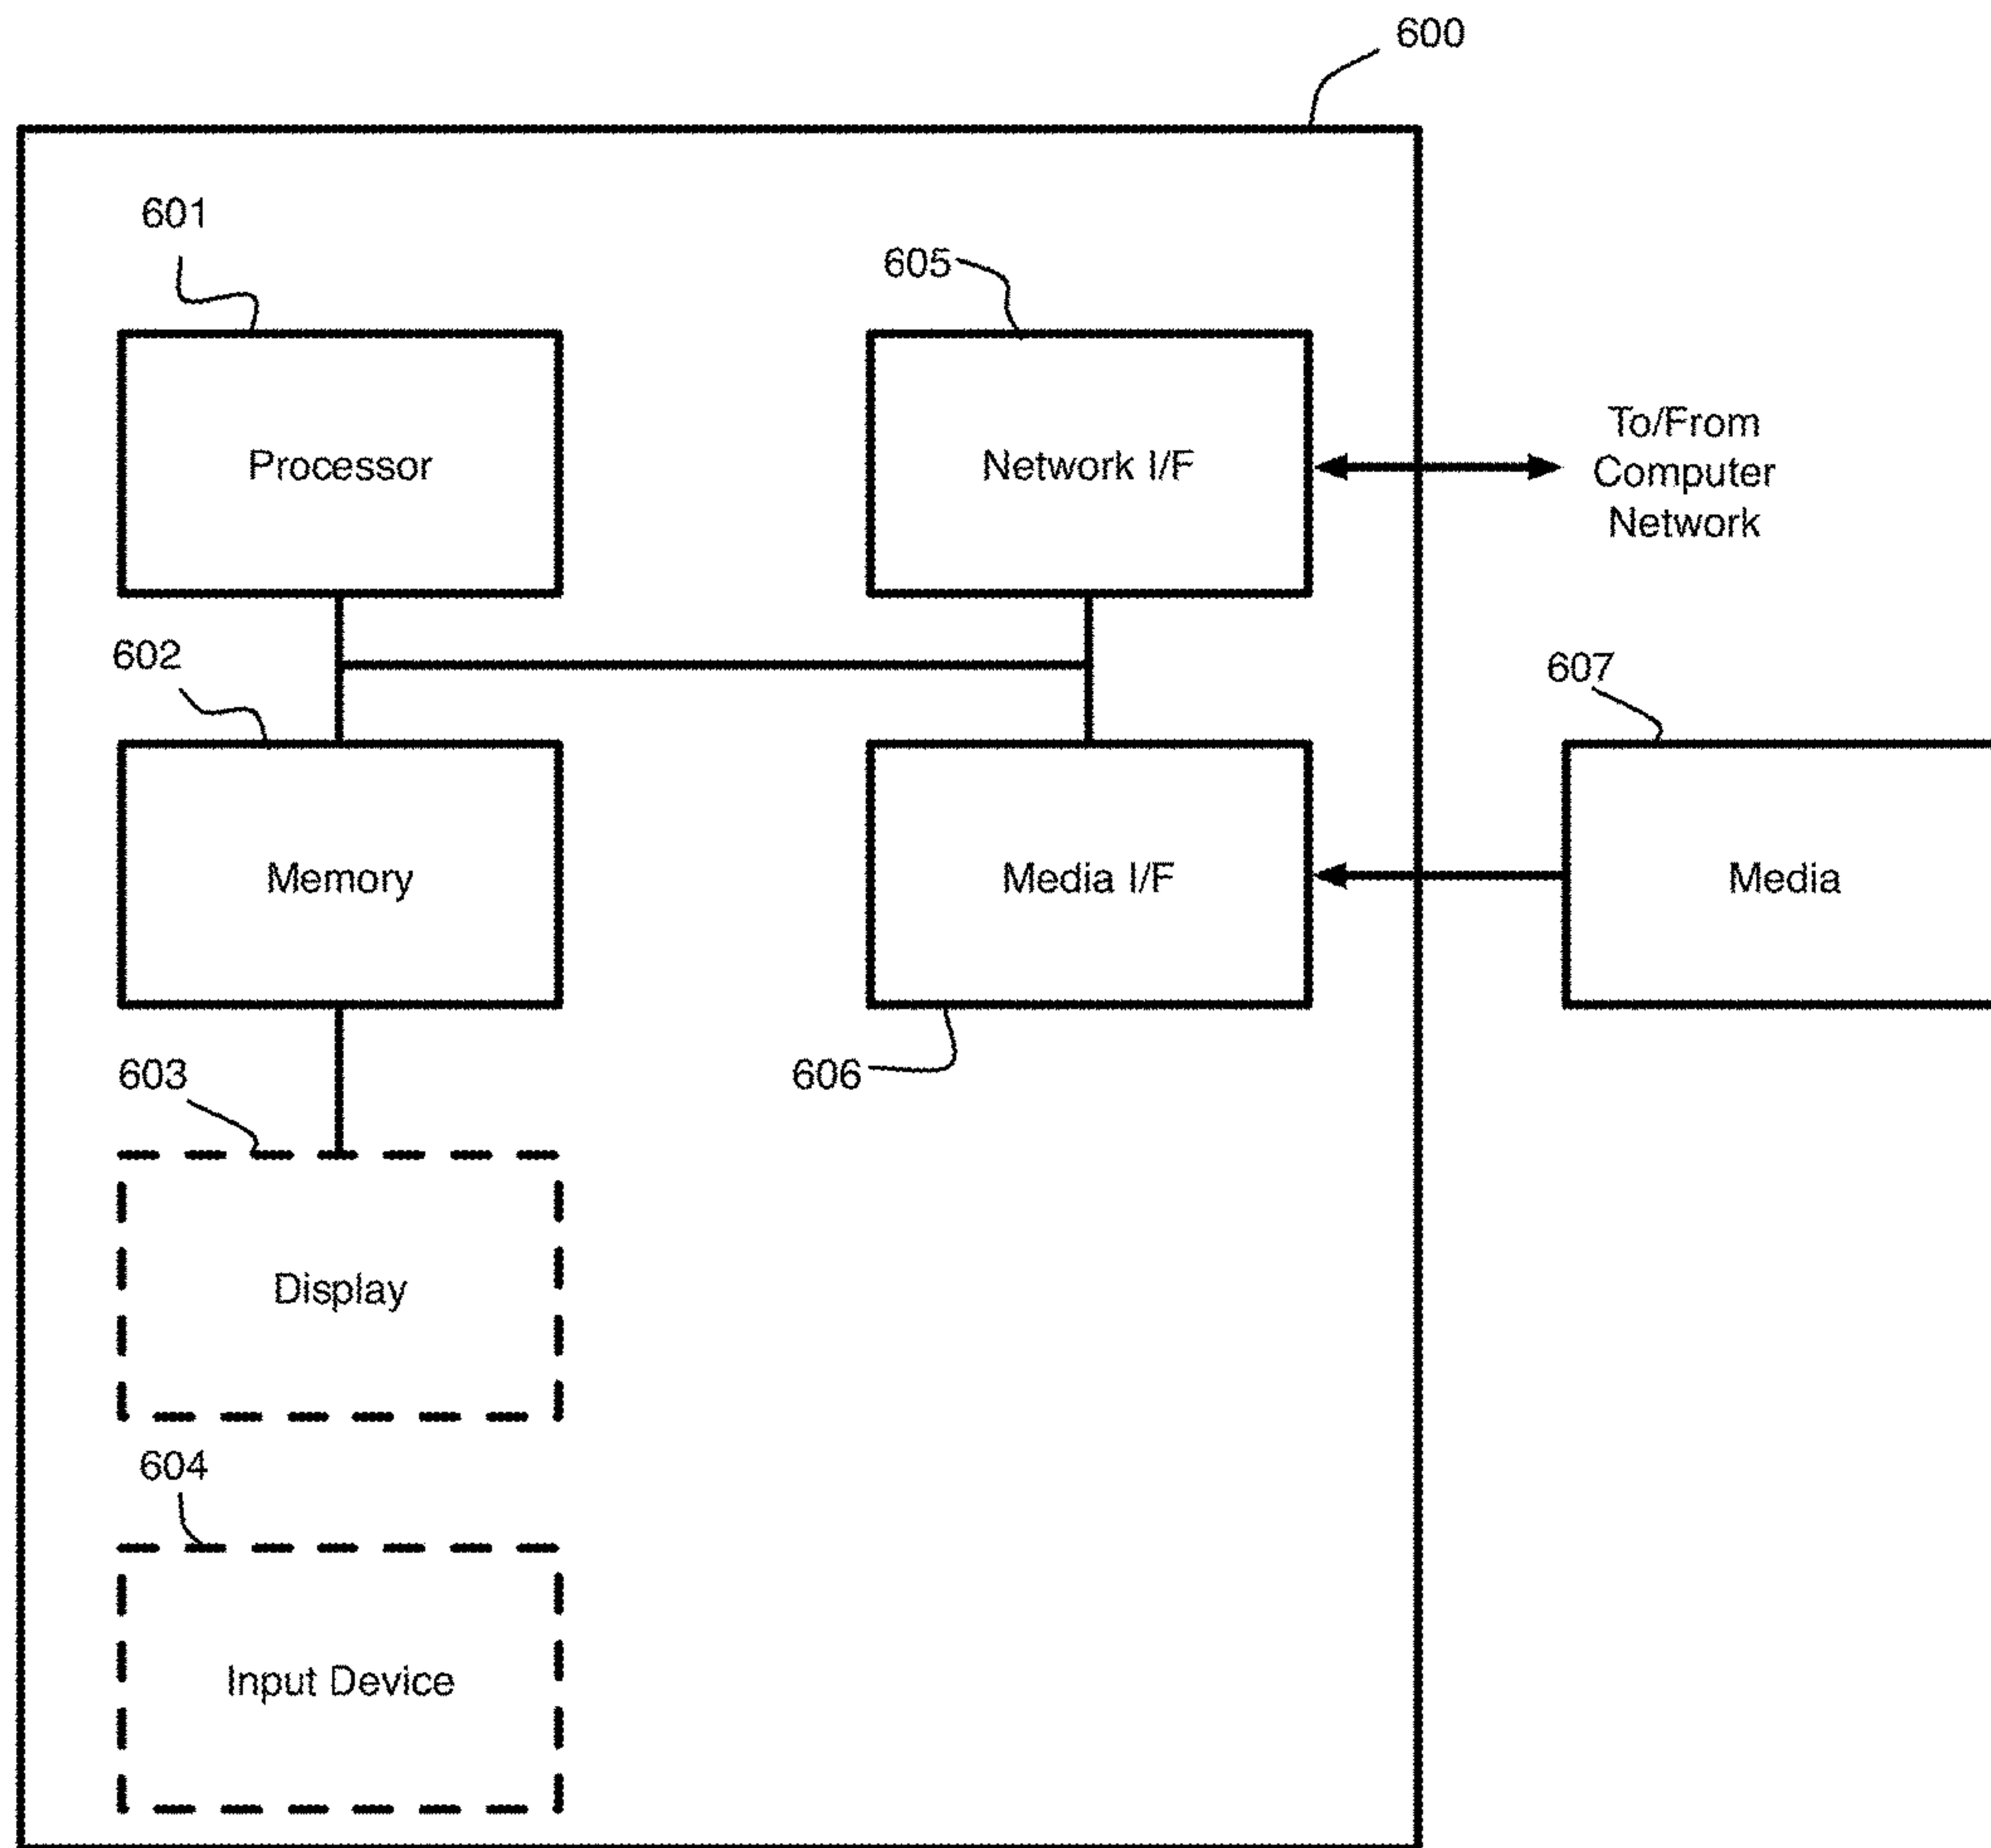 600
601
605
Processor
Network I/F
To/From
Computer
Network
602
607
Memory
Media I/F
Media
603
606
Display
604
Input Device